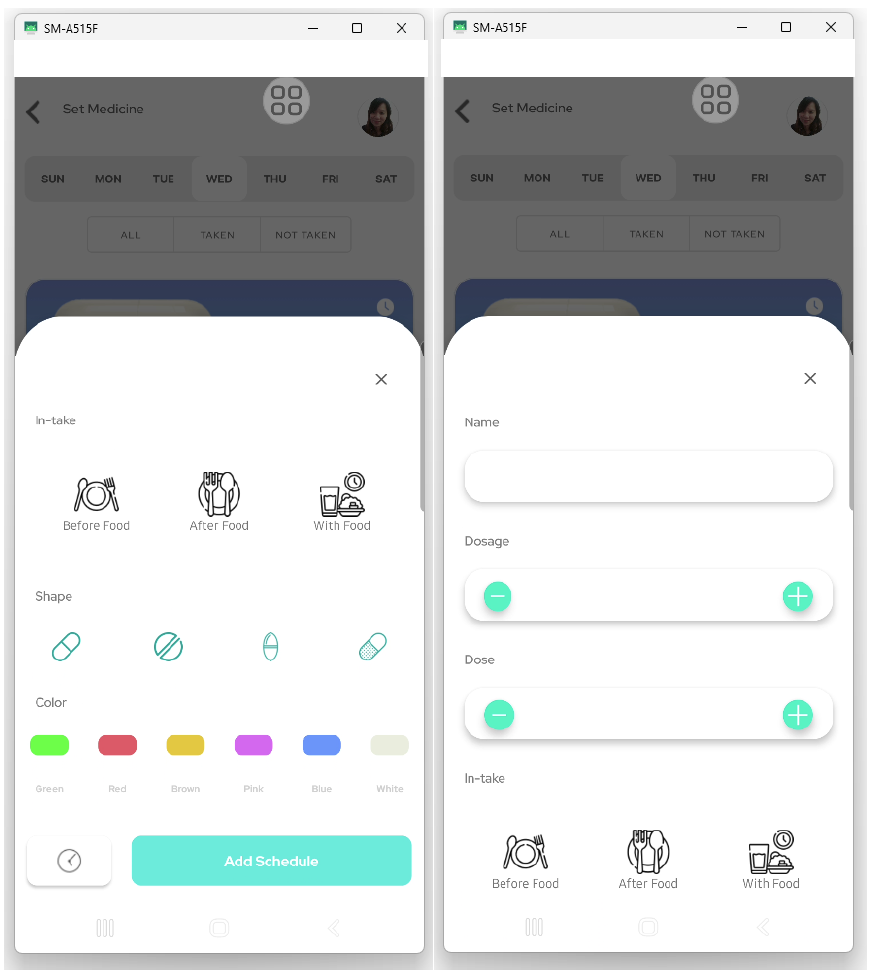 SM-A515F
Set Medicine
SUN MON TUE WED THU FRI SAT
ALL TAKEN NOT TAKEN
In-take
Before Food After Food With Food
Shape
Color
Green Red Brown Pink Blue White
Add Schedule
SM-A515F
Set Medicine
SUN MON TUE WED THU FRI SAT
ALL TAKEN NOT TAKEN
Name
Dosage
Dose
In-take
Before Food After Food With Food